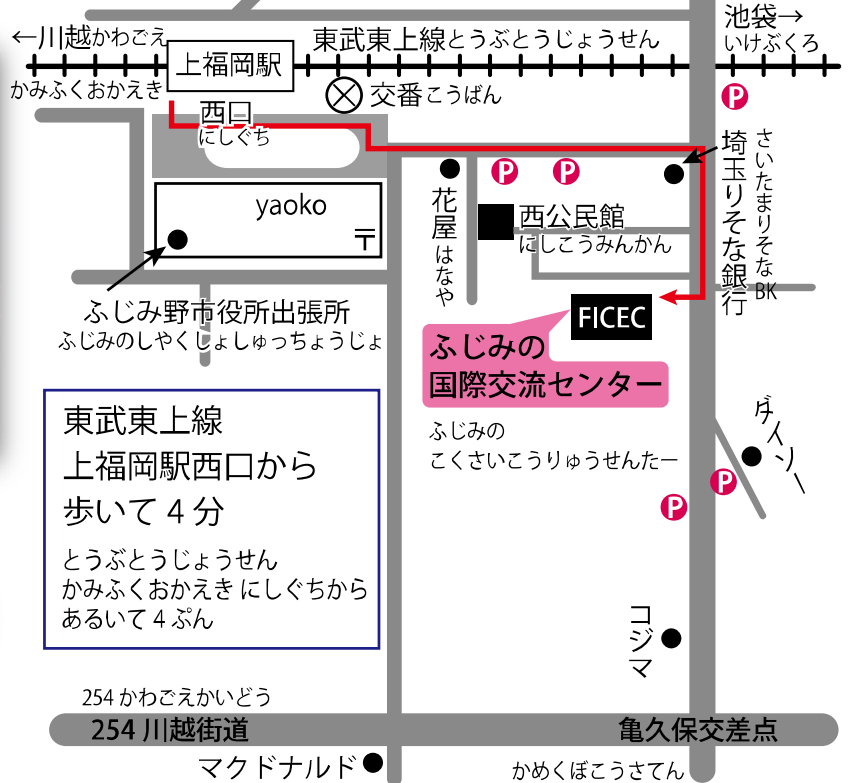 池袋→
いけぶくろ
←川越かわごえ
上福岡駅
東武東上線とうぶとうじょうせん
かみふくおかえき
交番こうばん
P
西口
にしぐち
埼玉りそな銀行
さいたまりそなBK
P
P
花屋はなや
西公民館
にしこうみんかん
yaoko
〒
ふじみ野市役所出張所
ふじみのしやくしょしゅっちょうじょ
FICEC
ふじみの
国際交流センター
ふじみの
こくさいこうりゅうせんたー
東武東上線
上福岡駅西口から
歩いて4分
とうぶとうじょうせん
かみふくおかえき にしぐちから
あるいて4ぷん
ダイソー
P
P
コジマ
254 かわごえかいどう
254 川越街道
亀久保交差点
マクドナルド
かめくぼこうさてん